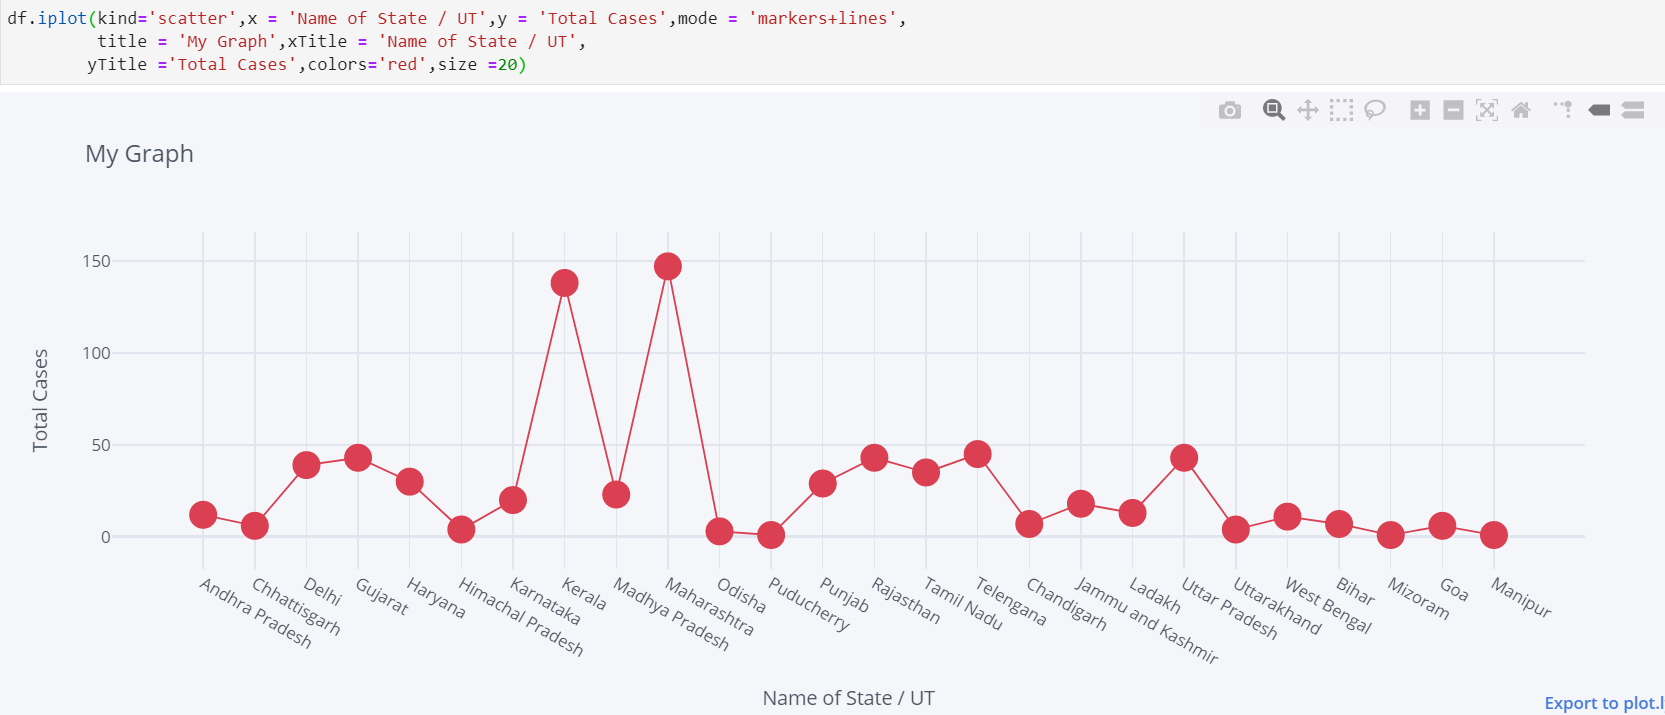 df.iplot(kind='scatter',x = 'Name of State / UT',y = 'Total Cases',mode = 'markers+lines',
title = 'My Graph',xTitle = 'Name of State / UT',
yTitle ='Total Cases',colors='red',size =20)
My Graph
150
100
50
0
Total Cases
Andhra Pradesh
Chhattisgarh
Delhi
Gujarat
Haryana
Himachal Pradesh
Karnataka
Kerala
Madhya Pradesh
Maharashtra
Odisha
Puducherry
Punjab
Rajasthan
Tamil Nadu
Telengana
Chandigarh
Jammu and Kashmir
Ladakh
Uttar Pradesh
Uttarakhand
West Bengal
Bihar
Mizoram
Goa
Manipur
Name of State / UT
Export to plot.l